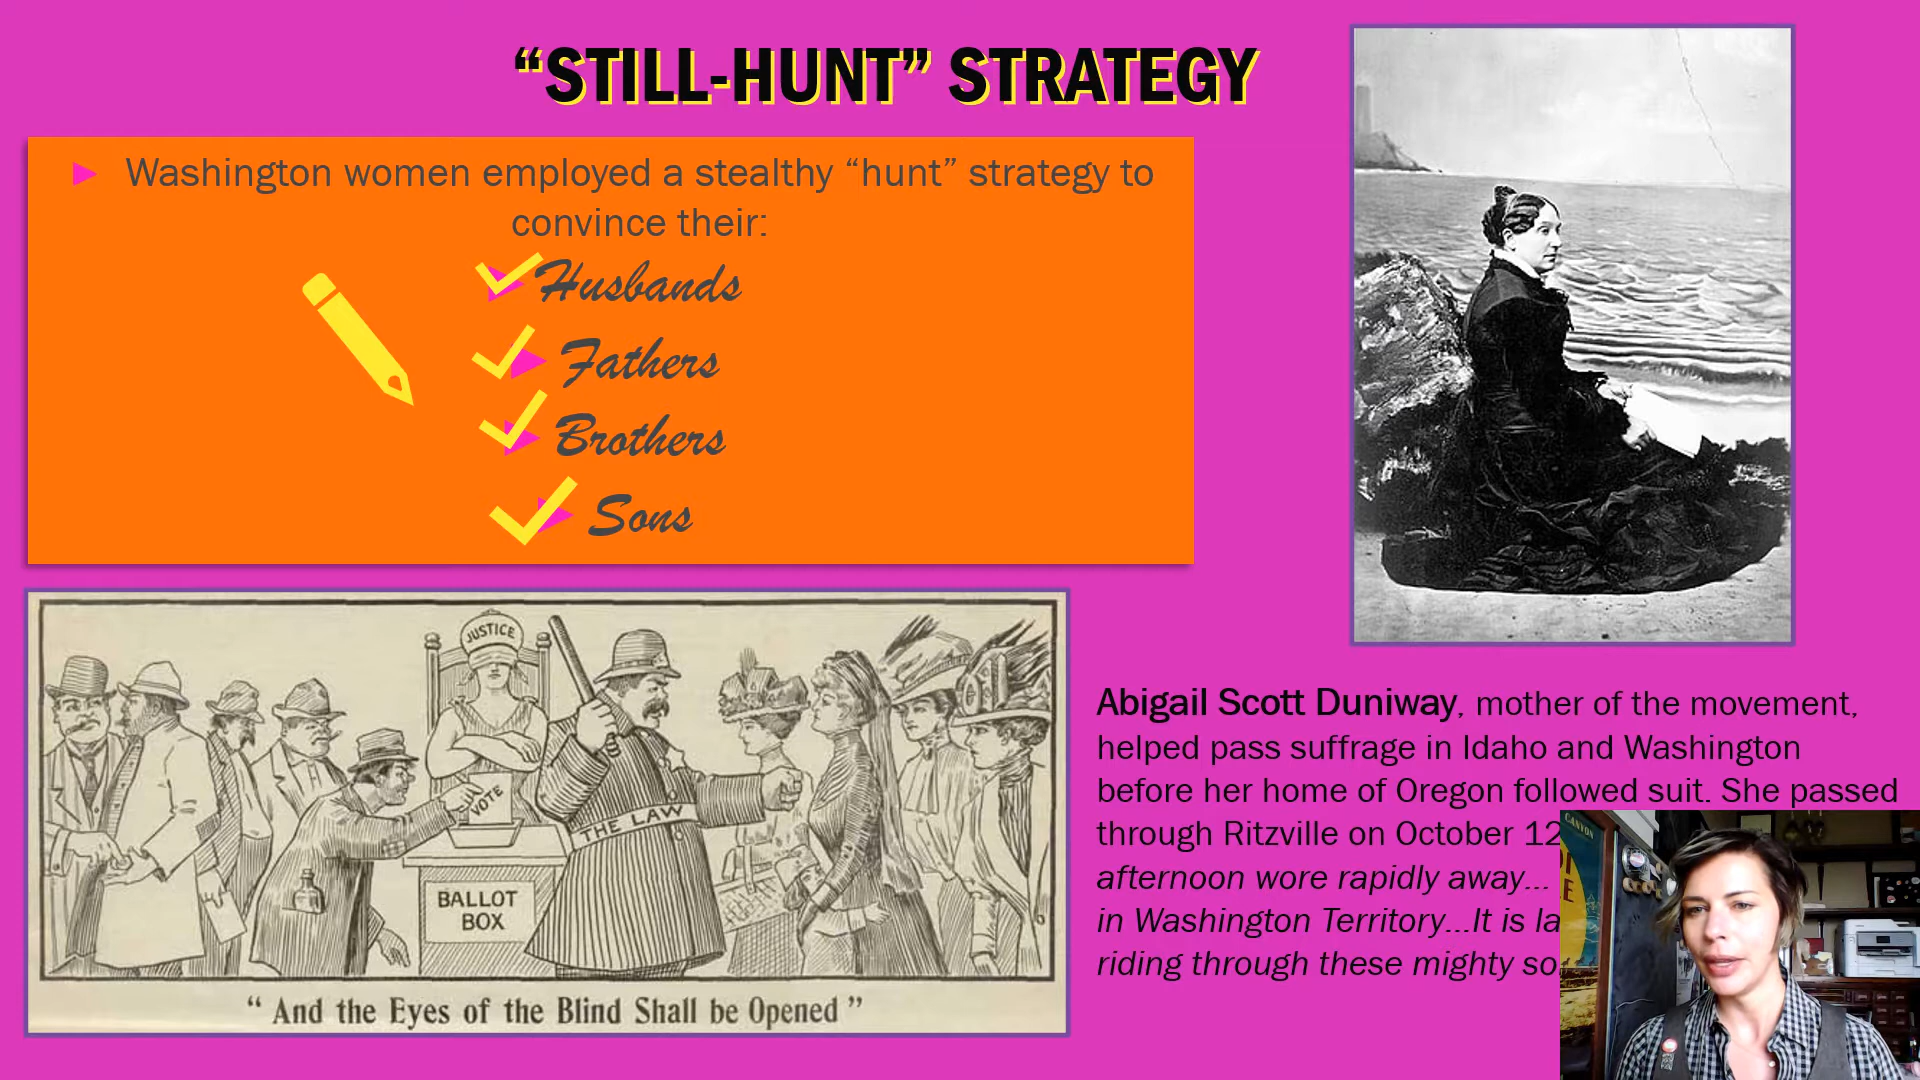 “STILL-HUNT” STRATEGY
Washington women employed a stealthy “hunt” strategy to
convince their:
Husbands
Fathers
Brothers
Sons
JUSTICE
VOTE
THE LAW
BALLOT
BOX
“ And the Eyes of the Blind Shall be Opened ”
Abigail Scott Duniway, mother of the movement,
helped pass suffrage in Idaho and Washington
before her home of Oregon followed suit. She passed
through Ritzville on October 12
afternoon wore rapidly away...
in Washington Territory...It is
riding through these mighty
CANYON